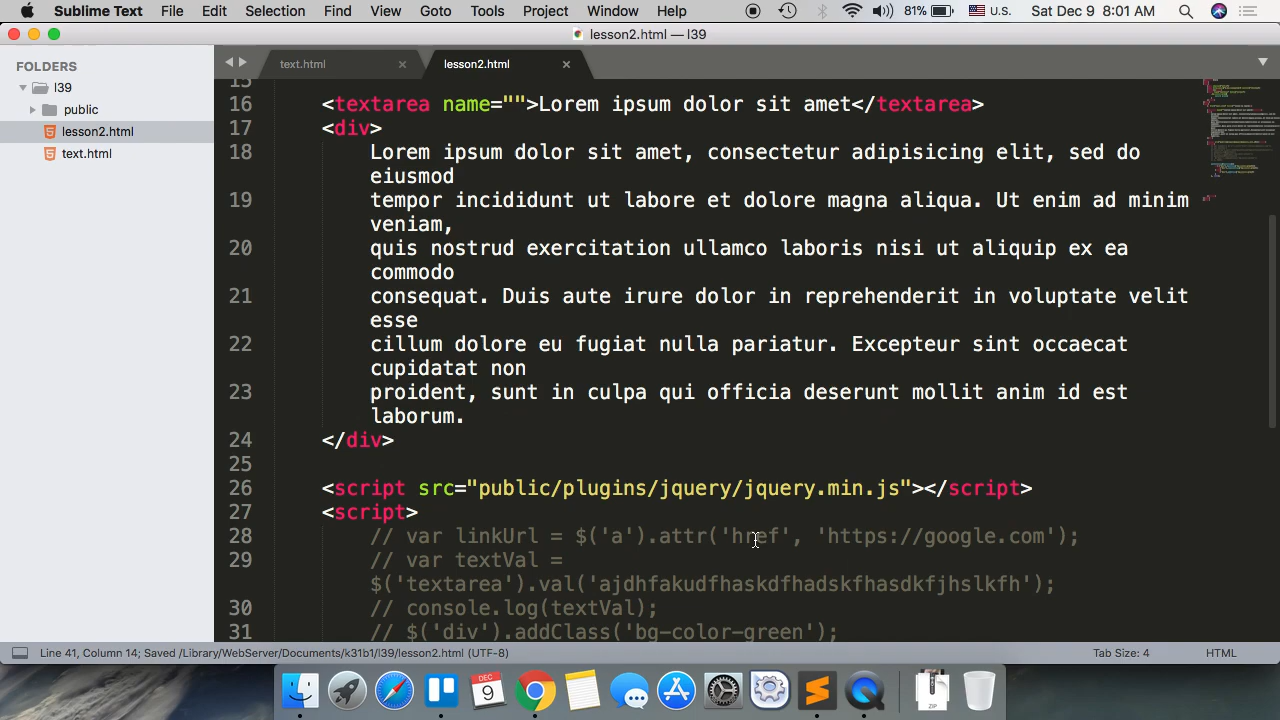 Sublime Text File Edit Selection Find View Goto Tools Project Window Help 81% U.S. Sat Dec 9 8:01 AM
lesson2.html — l39
FOLDERS
l39
public
lesson2.html
text.html
text.html
lesson2.html
15
16 <textarea name="">Lorem ipsum dolor sit amet</textarea>
17 <div>
18 Lorem ipsum dolor sit amet, consectetur adipisicing elit, sed do
eiusmod
19 tempor incididunt ut labore et dolore magna aliqua. Ut enim ad minim
veniam,
20 quis nostrud exercitation ullamco laboris nisi ut aliquip ex ea
commodo
21 consequat. Duis aute irure dolor in reprehenderit in voluptate velit
esse
22 cillum dolore eu fugiat nulla pariatur. Excepteur sint occaecat
cupidatat non
23 proident, sunt in culpa qui officia deserunt mollit anim id est
laborum.
24 </div>
25
26 <script src="public/plugins/jquery/jquery.min.js"></script>
27 <script>
28 // var linkUrl = $('a').attr('href', 'https://google.com');
29 // var textVal =
$('textarea').val('ajdhfakudfhaskdfhadskfhasdkfjhslkfh');
30 // console.log(textVal);
31 // $('div').addClass('bg-color-green');
Line 41, Column 14; Saved /Library/WebServer/Documents/k31b1/l39/lesson2.html (UTF-8) Tab Size: 4 HTML
DEC
9
ZIP